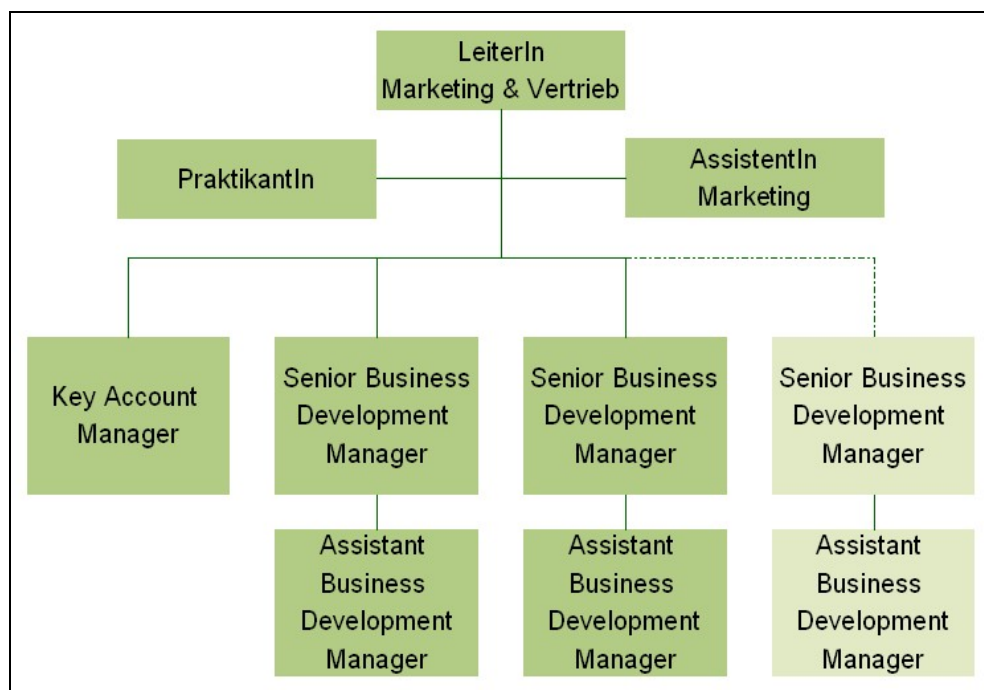 LeiterIn
Marketing & Vertrieb
PraktikantIn
AssistentIn
Marketing
Key Account
Manager
Senior Business
Development
Manager
Senior Business
Development
Manager
Senior Business
Development
Manager
Assistant
Business
Development
Manager
Assistant
Business
Development
Manager
Assistant
Business
Development
Manager